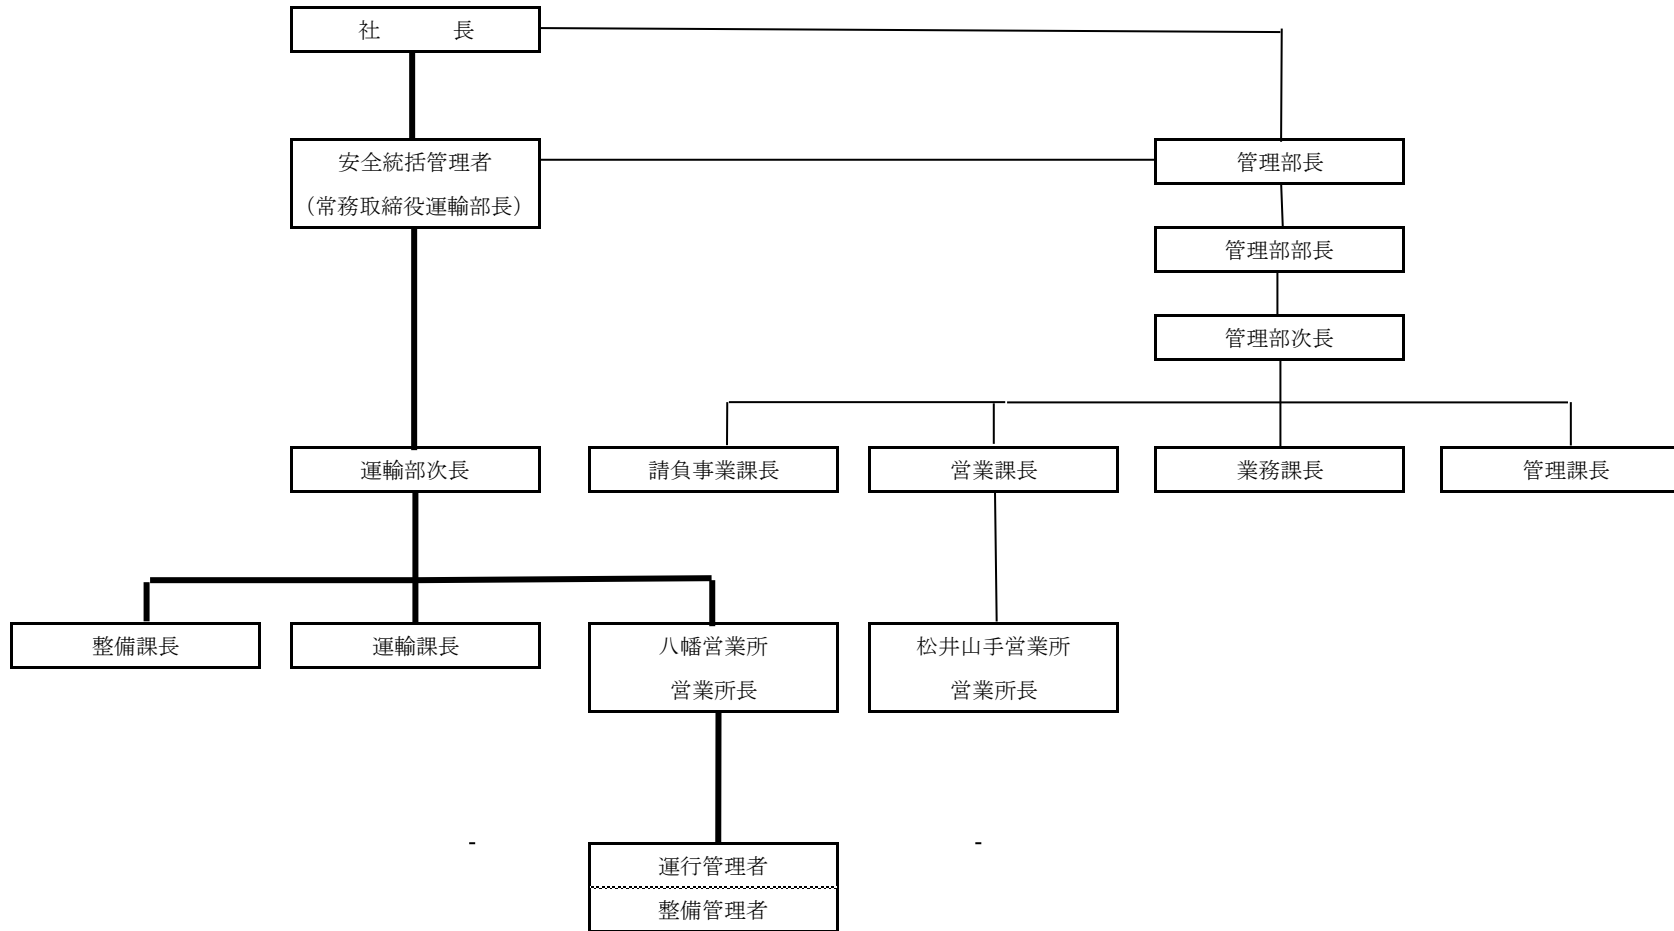 社　　　長
安全統括管理者
（常務取締役運輸部長）
管理部長
管理部部長
管理部次長
運輸部次長
請負事業課長
営業課長
業務課長
管理課長
整備課長
運輸課長
八幡営業所
営業所長
松井山手営業所
営業所長
運行管理者
整備管理者